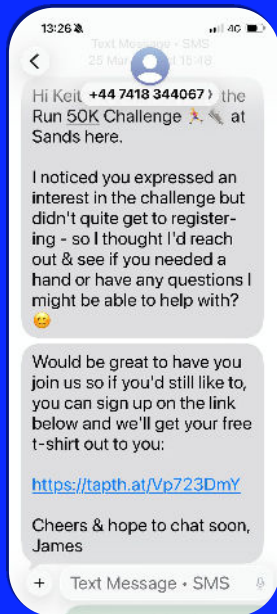 13:26
4G
Text Message • SMS
25 Mar at 15:48
+44 7418 344067 >
Hi Keit the
Run 50K Challenge 🏃 at
Sands here.
I noticed you expressed an
interest in the challenge but
didn't quite get to register-
ing - so I thought I'd reach
out & see if you needed a
hand or have any questions I
might be able to help with?
😊
Would be great to have you
join us so if you'd still like to,
you can sign up on the link
below and we'll get your free
t-shirt out to you:
https://tapth.at/Vp723DmY
Cheers & hope to chat soon,
James
+ Text Message • SMS